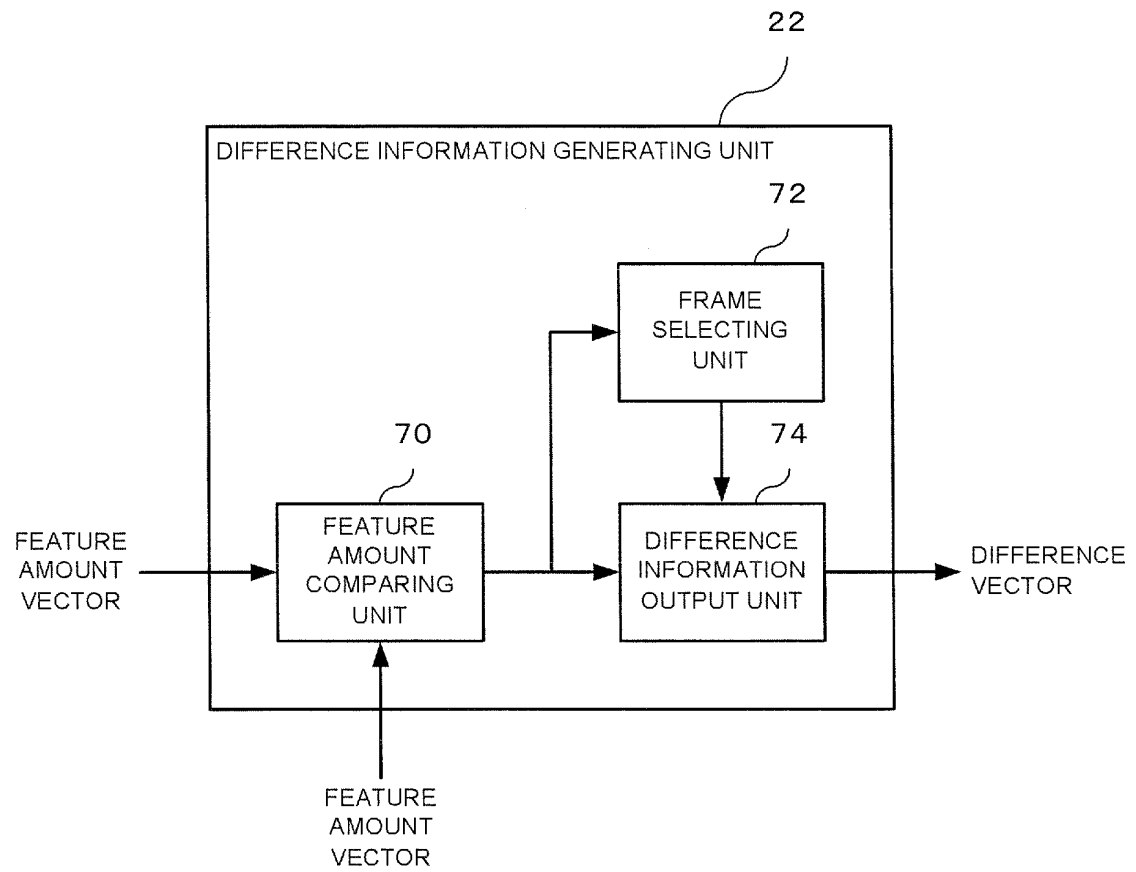 22
DIFFERENCE INFORMATION GENERATING UNIT
72
FRAME
SELECTING
UNIT
70
74
FEATURE
AMOUNT
COMPARING
UNIT
DIFFERENCE
INFORMATION
OUTPUT UNIT
FEATURE
AMOUNT
VECTOR
DIFFERENCE
VECTOR
FEATURE
AMOUNT
VECTOR